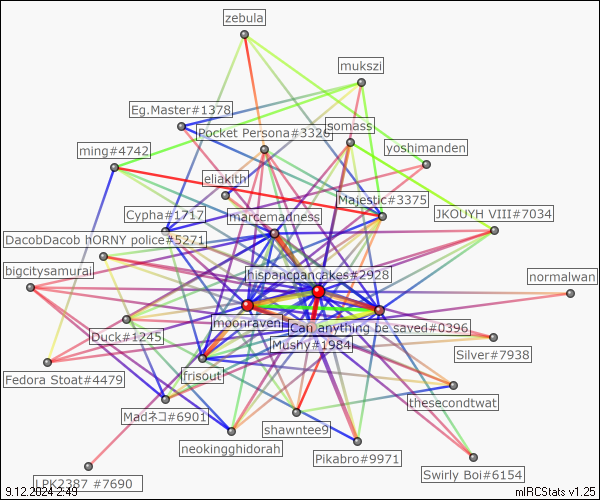 zebula
mukszi
Eg.Master#1378
Pocket Persona#3326
somass
ming#4742
yoshimanden
eliakith
Majestic#3375
Cypha#1717
marcemadness
JKOUYH VIII#7034
DacobDacob hORNY police#5271
bigcitysamurai
hispancpancakes#2928
normalwan
moonraven
Can anything be saved#0396
Duck#1245
Mushy#1984
Silver#7938
Fedora Stoat#4479
frisout
thesecondtwat
Madネコ#6901
shawntee9
neokingghidorah
Pikabro#9971
Swirly Boi#6154
LPK2387 #7690
9.12.2024 2:49
mIRCStats v1.25